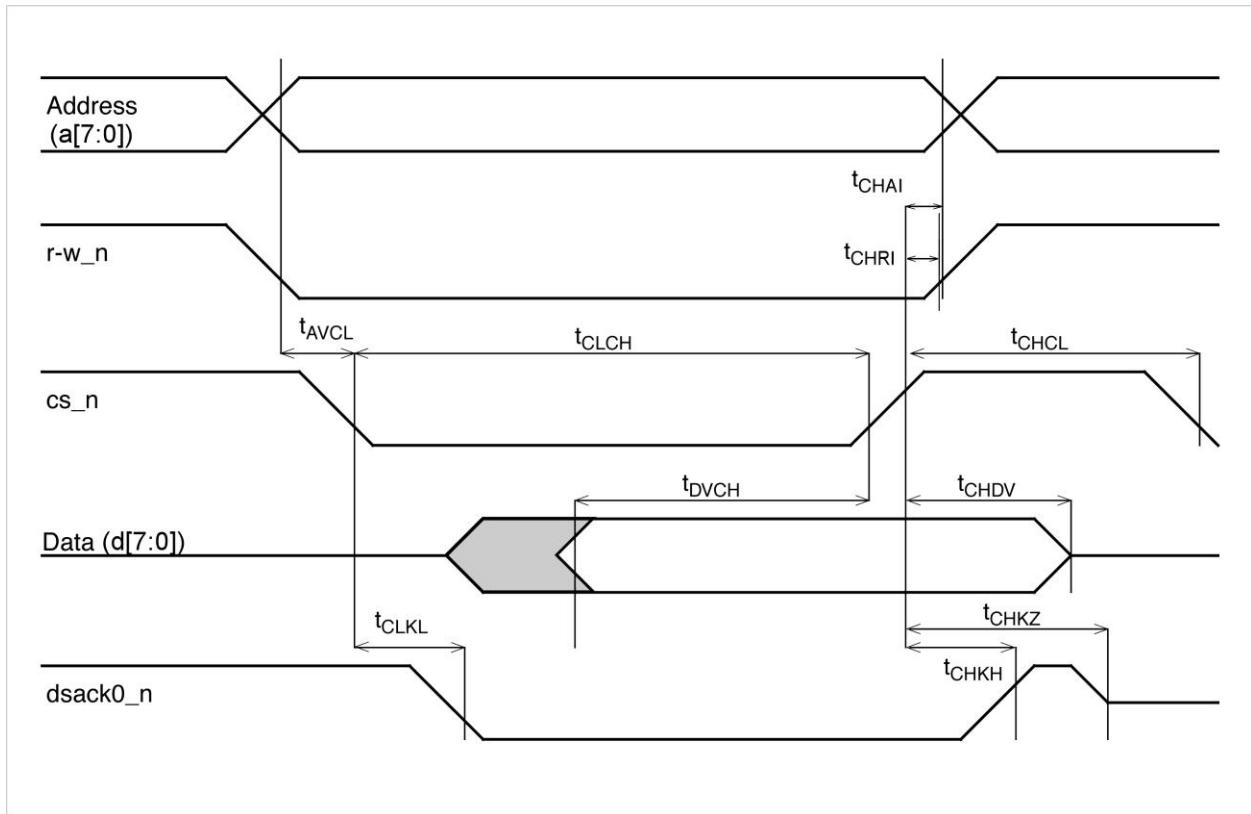 Address
(a[7:0])
tCHAI
r-w_n
tCHRI
tAVCL
tCLCH
tCHCL
cs_n
tDVCH
tCHDV
Data (d[7:0])
tCLKL
tCHKZ
tCHKH
dsack0_n